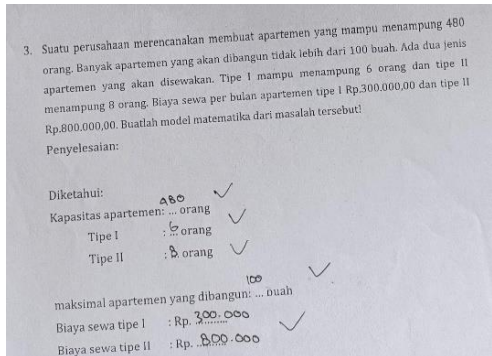 3. Suatu perusahaan merencanakan membuat apartemen yang mampu menampung 480
orang. Banyak apartemen yang akan dibangun tidak lebih dari 100 buah. Ada dua jenis
apartemen yang akan disewakan. Tipe I mampu menampung 6 orang dan tipe II
menampung 8 orang. Biaya sewa per bulan apartemen tipe I Rp.300.000,00 dan tipe II
Rp.800.000,00. Buatlah model matematika dari masalah tersebut!
Penyelesaian:
Diketahui:
Kapasitas apartemen: 480 orang
Tipe I : 6 orang
Tipe II : 8 orang
maksimal apartemen yang dibangun: 100 buah
Biaya sewa tipe I : Rp. 300.000
Biaya sewa tipe II : Rp. 800.000